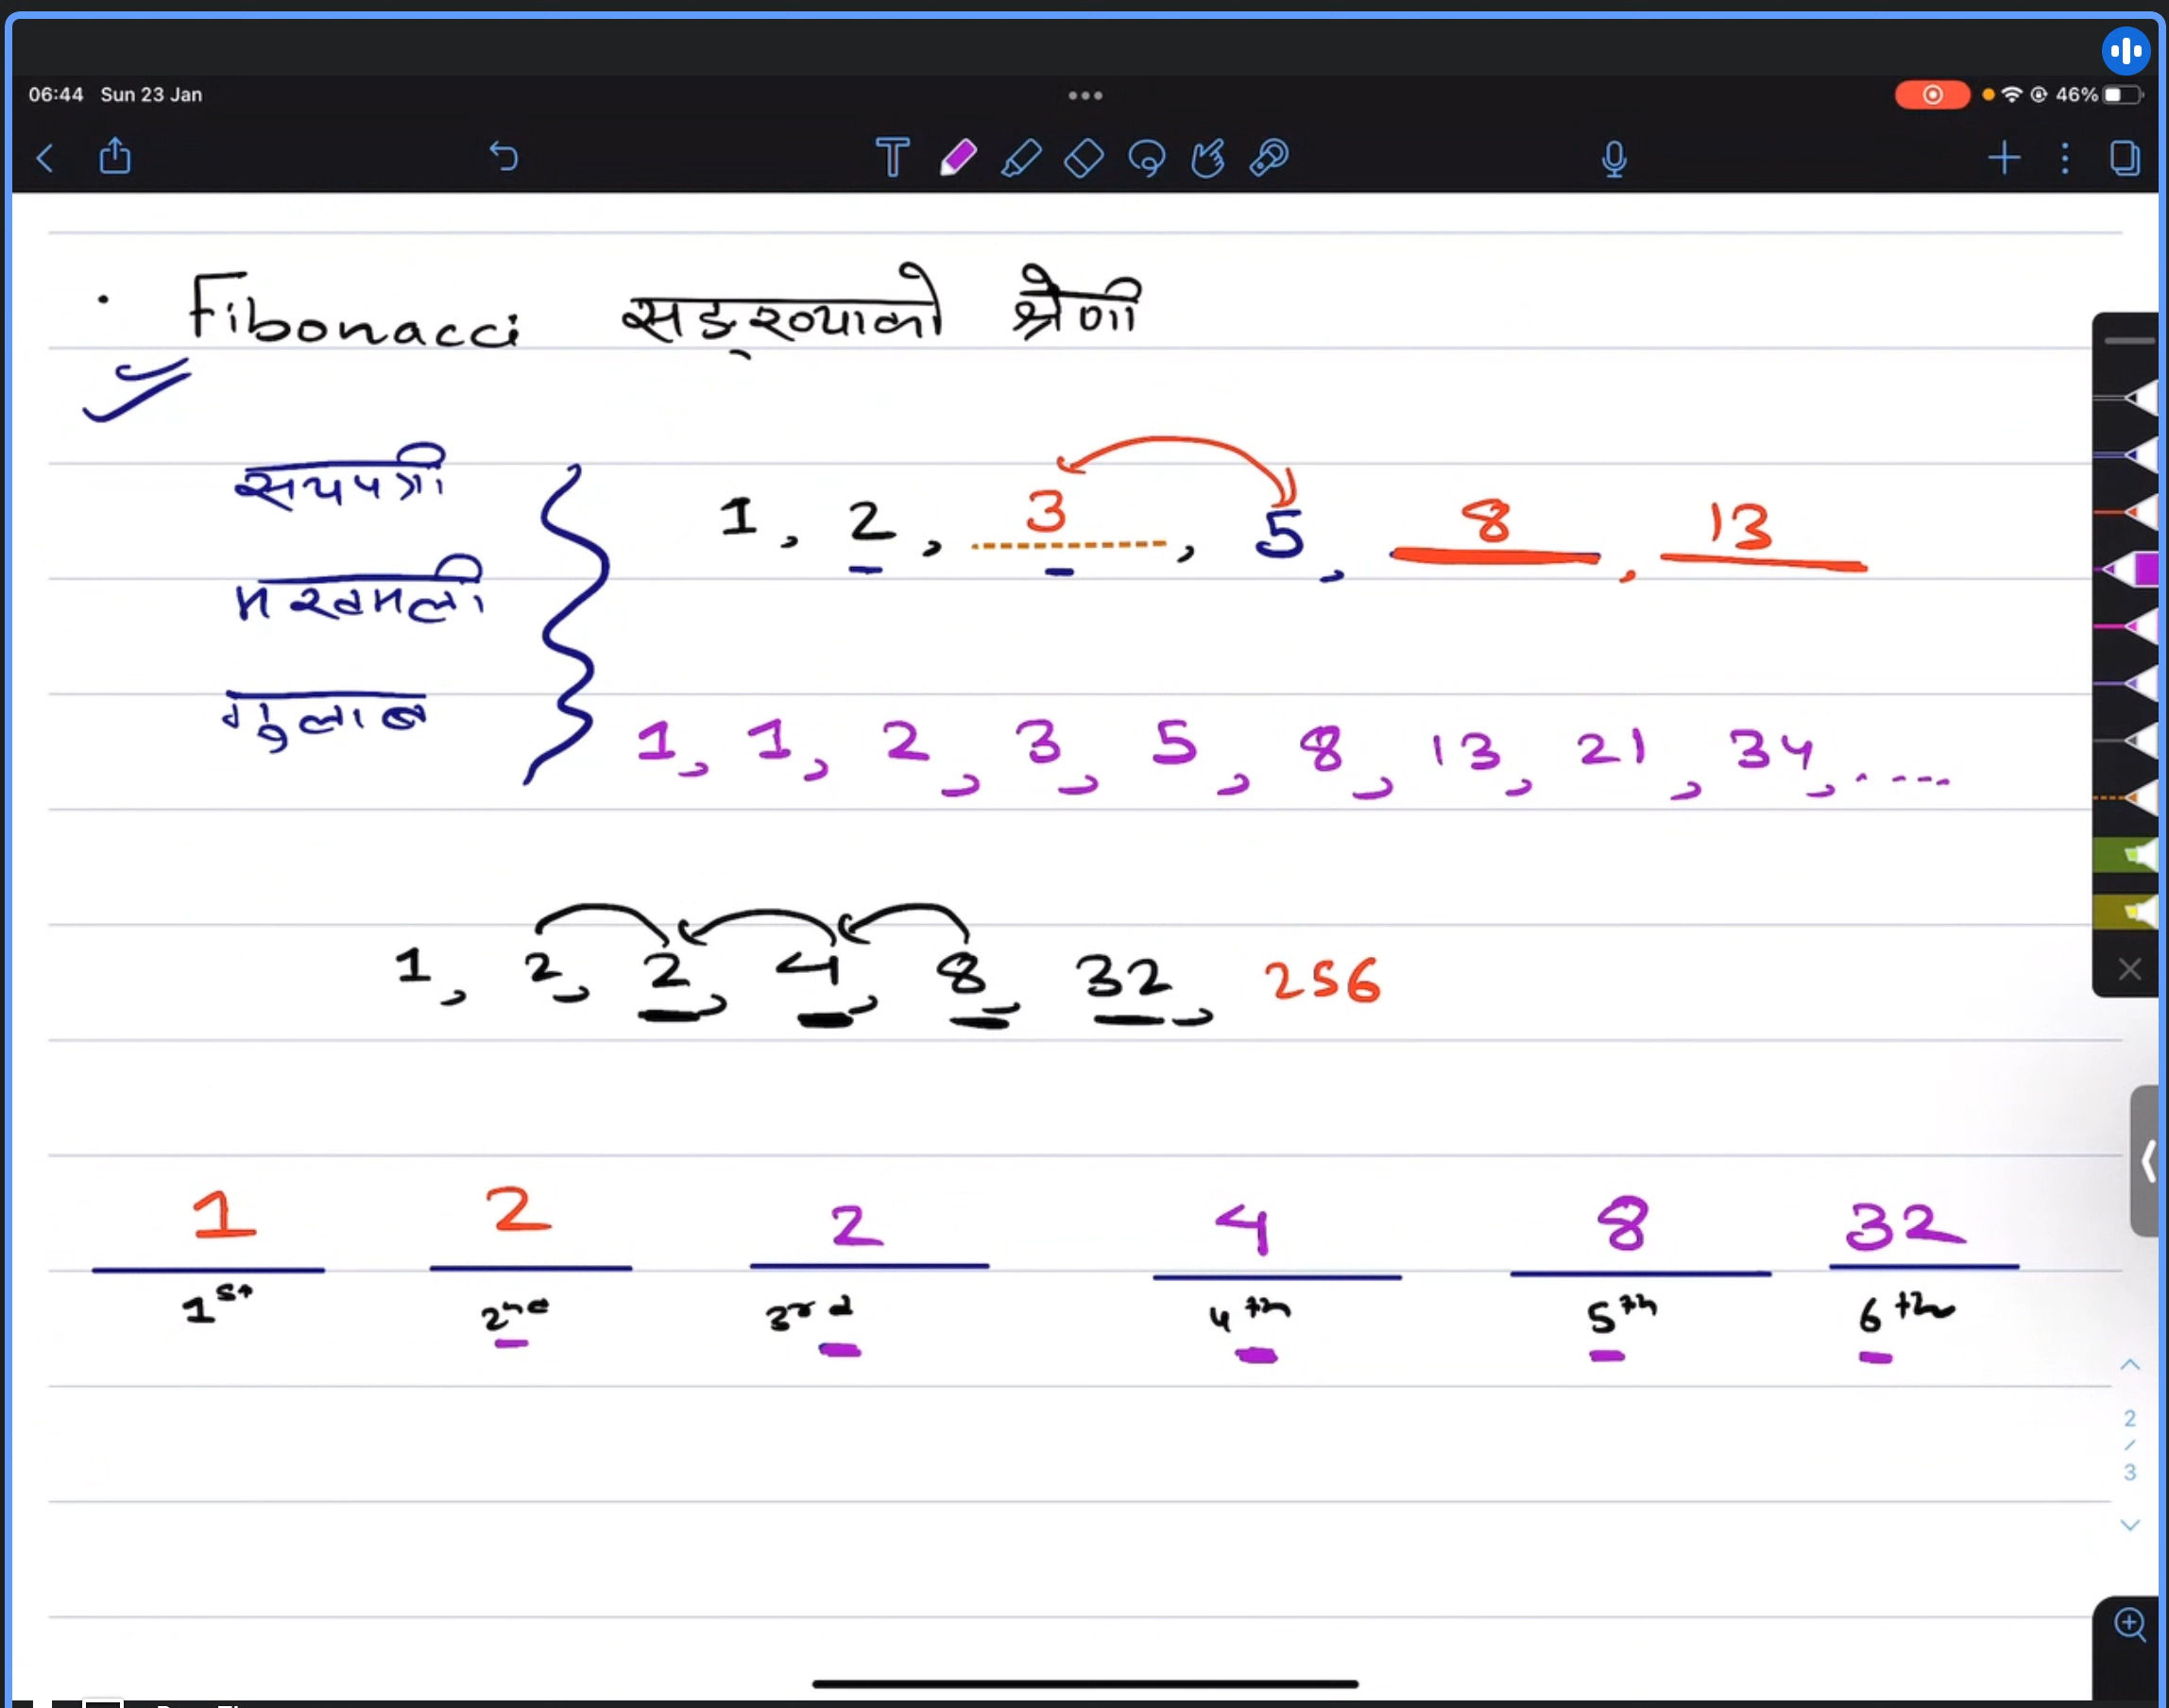 06:44 Sun 23 Jan
46%
• Fibonacci सङ्ख्याको श्रेणी
सयपत्री
मखमली
गुलाब
1, 2, 3, 5, 8, 13
1, 1, 2, 3, 5, 8, 13, 21, 34, .....
1, 2, 2, 4, 8, 32, 256
1 2 2 4 8 32
1st 2nd 3rd 4th 5th 6th
2
/
3